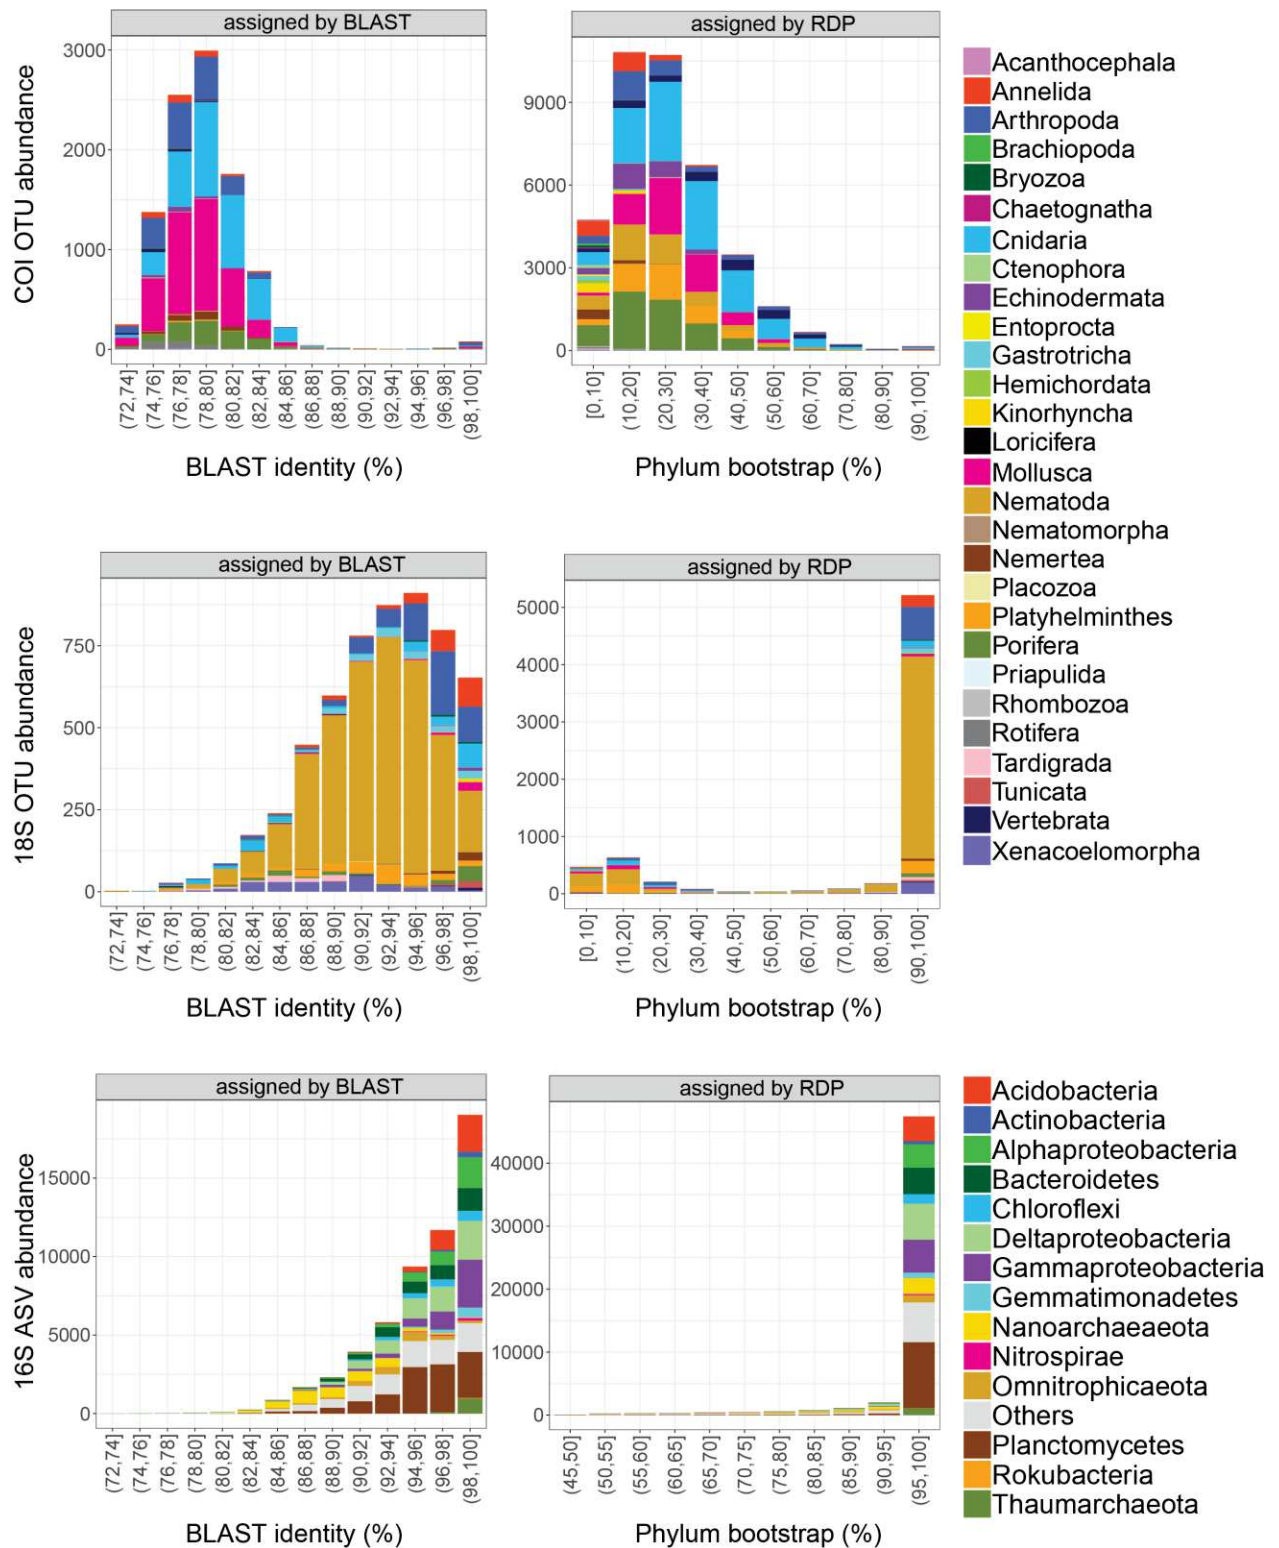 assigned by BLAST
assigned by RDP
COI OTU abundance
3000
2000
1000
0
9000
6000
3000
0
(72,74]
(74,76]
(76,78]
(78,80]
(80,82]
(82,84]
(84,86]
(86,88]
(88,90]
(90,92]
(92,94]
(94,96]
(96,98]
(98,100]
[0,10]
(10,20]
(20,30]
(30,40]
(40,50]
(50,60]
(60,70]
(70,80]
(80,90]
(90,100]
BLAST identity (%)
Phylum bootstrap (%)
Acanthocephala
Annelida
Arthropoda
Brachiopoda
Bryozoa
Chaetognatha
Cnidaria
Ctenophora
Echinodermata
Entoprocta
Gastrotricha
Hemichordata
Kinorhyncha
Loricifera
Mollusca
Nematoda
Nematomorpha
Nemertea
Placozoa
Platyhelminthes
Porifera
Priapulida
Rhombozoa
Rotifera
Tardigrada
Tunicata
Vertebrata
Xenacoelomorpha
assigned by BLAST
assigned by RDP
18S OTU abundance
750
500
250
0
5000
4000
3000
2000
1000
0
(72,74]
(74,76]
(76,78]
(78,80]
(80,82]
(82,84]
(84,86]
(86,88]
(88,90]
(90,92]
(92,94]
(94,96]
(96,98]
(98,100]
[0,10]
(10,20]
(20,30]
(30,40]
(40,50]
(50,60]
(60,70]
(70,80]
(80,90]
(90,100]
BLAST identity (%)
Phylum bootstrap (%)
assigned by BLAST
assigned by RDP
16S ASV abundance
15000
10000
5000
0
40000
30000
20000
10000
0
(72,74]
(74,76]
(76,78]
(78,80]
(80,82]
(82,84]
(84,86]
(86,88]
(88,90]
(90,92]
(92,94]
(94,96]
(96,98]
(98,100]
(45,50]
(50,55]
(55,60]
(60,65]
(65,70]
(70,75]
(75,80]
(80,85]
(85,90]
(90,95]
(95,100]
BLAST identity (%)
Phylum bootstrap (%)
Acidobacteria
Actinobacteria
Alphaproteobacteria
Bacteroidetes
Chloroflexi
Deltaproteobacteria
Gammaproteobacteria
Gemmatimonadetes
Nanoarchaeaeota
Nitrospirae
Omnitrophicaeota
Others
Planctomycetes
Rokubacteria
Thaumarchaeota